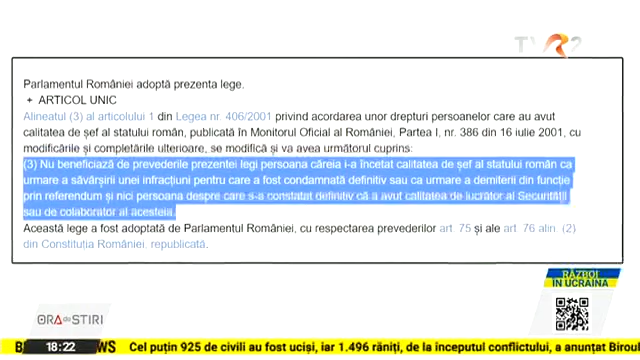 TVR2
Parlamentul României adoptă prezenta lege.
+ ARTICOL UNIC
Alineatul (3) al articolului 1 din Legea nr. 406/2001 privind acordarea unor drepturi persoanelor care au avut
calitatea de șef al statului român, publicată în Monitorul Oficial al României, Partea I, nr. 386 din 16 iulie 2001, cu
modificările și completările ulterioare, se modifică și va avea următorul cuprins:
(3) Nu beneficiază de prevederile prezentei legi persoana căreia i-a încetat calitatea de șef al statului român ca
urmare a săvârșirii unei infracțiuni pentru care a fost condamnată definitiv sau ca urmare a demiterii din funcție
prin referendum și nici persoana despre care s-a constatat definitiv că a avut calitatea de lucrător al Securității
sau de colaborator al acesteia.
Această lege a fost adoptată de Parlamentul României, cu respectarea prevederilor art. 75 și ale art. 76 alin. (2)
din Constituția României, republicată.
RĂZBOI
ÎN UCRAINA
ORA de ȘTIRI
18:22
WS
Cel puțin 925 de civili au fost uciși, iar 1.496 răniți, de la începutul conflictului, a anunțat Birou